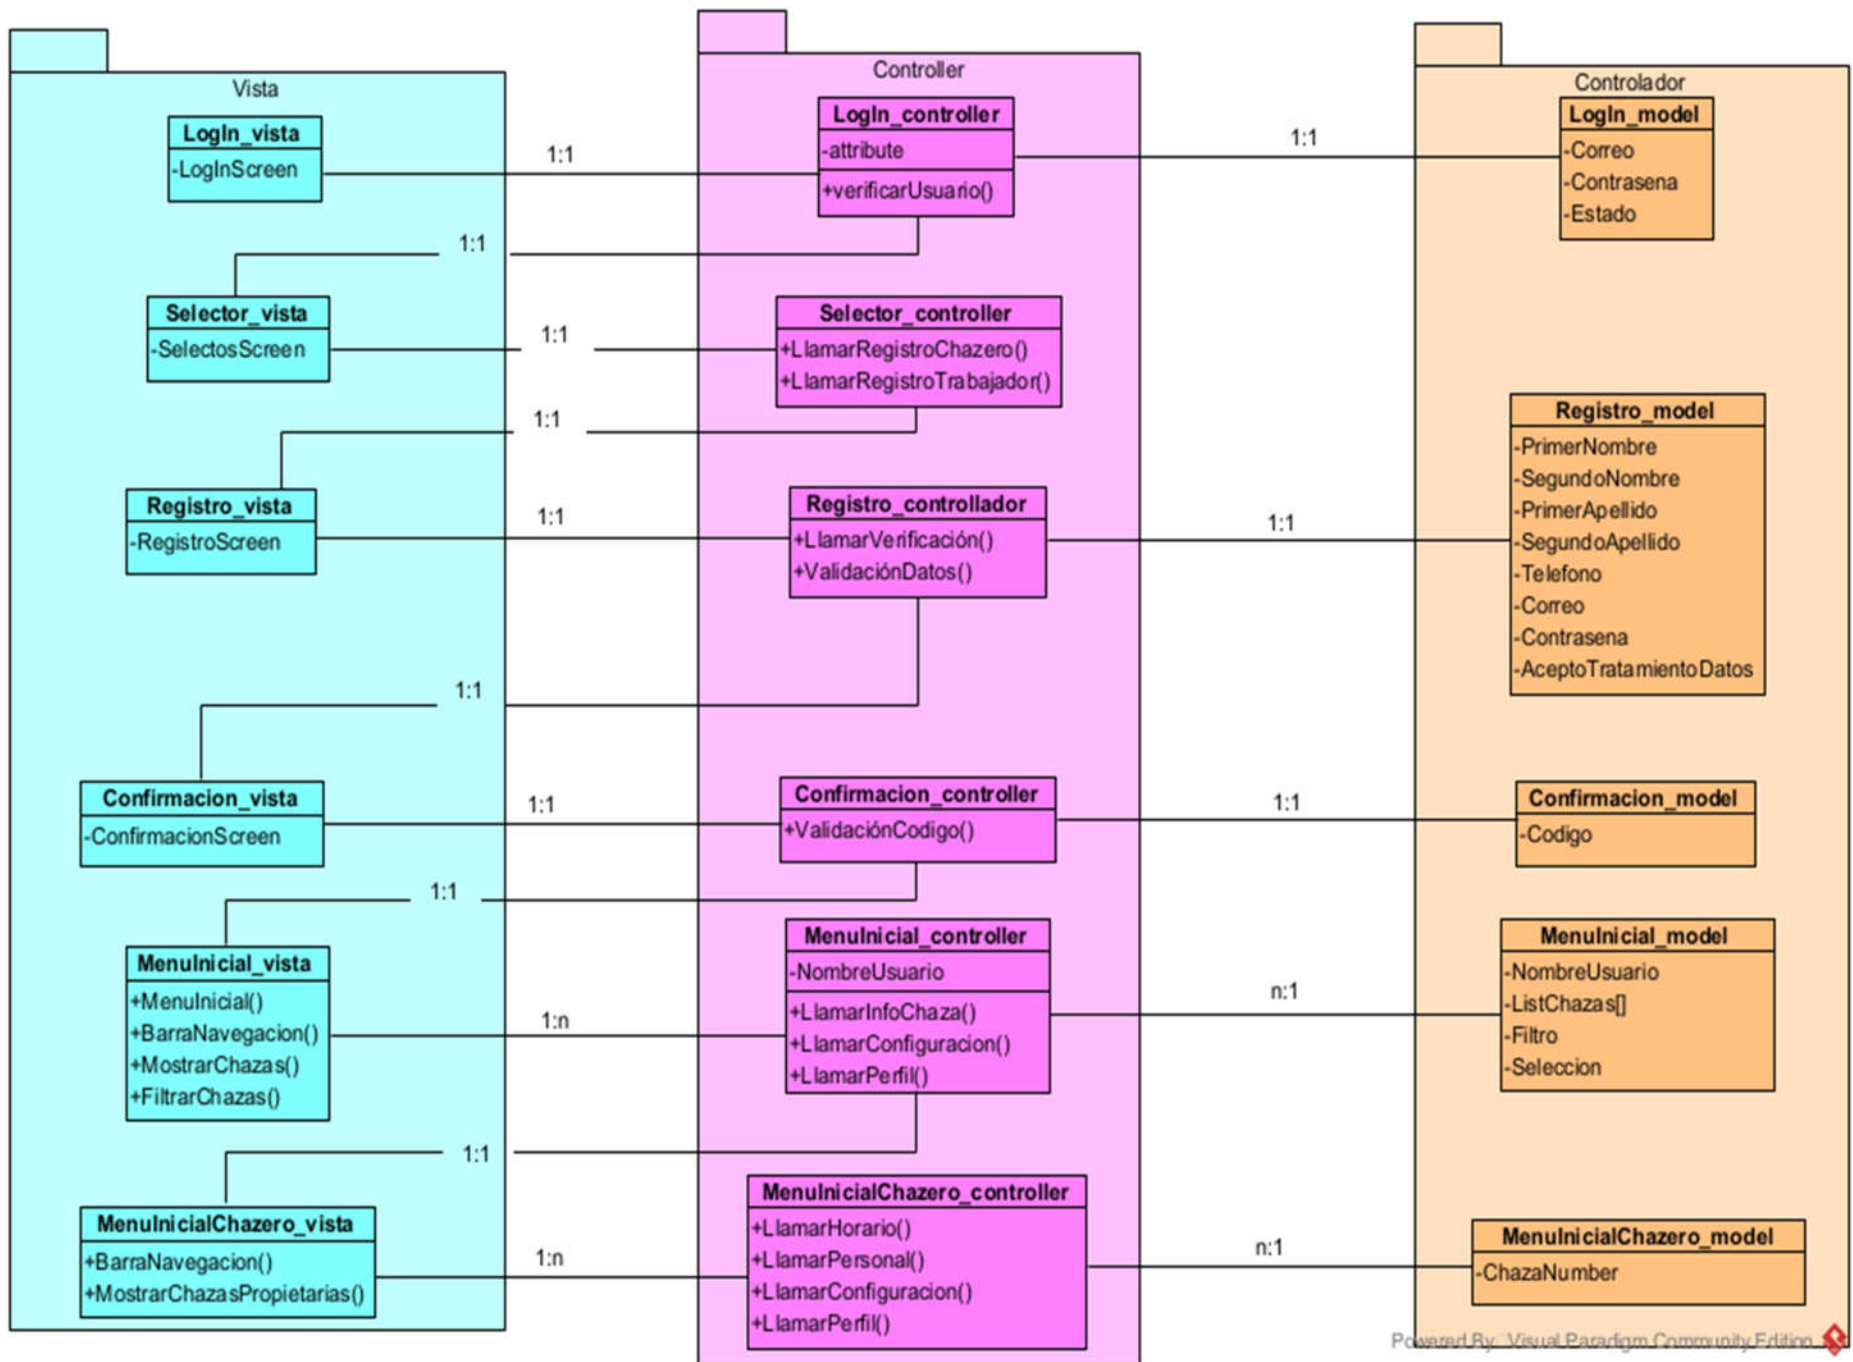 Vista
LogIn_vista
-LogInScreen
1:1
1:1
Selector_vista
-SelectosScreen
1:1
1:1
Registro_vista
-RegistroScreen
1:1
1:1
Confirmacion_vista
-ConfirmacionScreen
1:1
1:1
MenuInicial_vista
+MenuInicial()
+BarraNavegacion()
+MostrarChazas()
+FiltrarChazas()
1:n
1:1
MenuInicialChazero_vista
+BarraNavegacion()
+MostrarChazasPropietarias()
1:n
Controller
LogIn_controller
-attribute
+verificarUsuario()
1:1
Selector_controller
+LlamarRegistroChazero()
+LlamarRegistroTrabajador()
Registro_controllador
+LlamarVerificación()
+ValidaciónDatos()
1:1
Confirmacion_controller
+ValidaciónCodigo()
1:1
MenuInicial_controller
-NombreUsuario
+LlamarInfoChaza()
+LlamarConfiguracion()
+LlamarPerfil()
n:1
MenuInicialChazero_controller
+LlamarHorario()
+LlamarPersonal()
+LlamarConfiguracion()
+LlamarPerfil()
n:1
Controlador
LogIn_model
-Correo
-Contrasena
-Estado
Registro_model
-PrimerNombre
-SegundoNombre
-PrimerApellido
-SegundoApellido
-Telefono
-Correo
-Contrasena
-AceptoTratamientoDatos
Confirmacion_model
-Codigo
MenuInicial_model
-NombreUsuario
-ListChazas[]
-Filtro
-Seleccion
MenuInicialChazero_model
-ChazaNumber
Powered By Visual Paradigm Community Edition